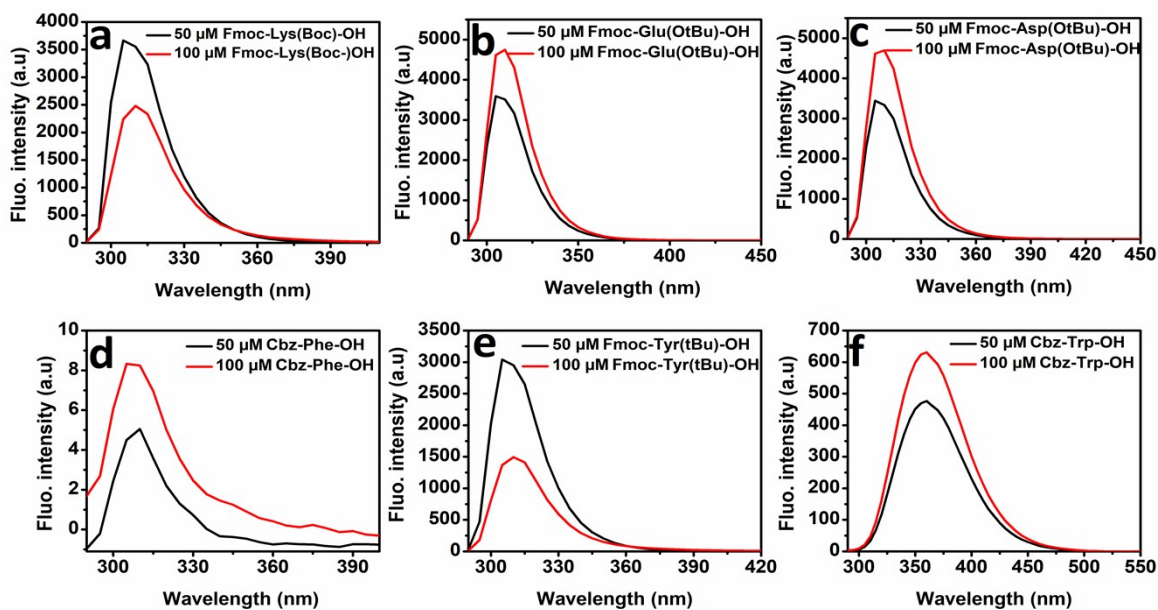 a
50 µM Fmoc-Lys(Boc)-OH
100 µM Fmoc-Lys(Boc-)OH
Fluo. intensity (a.u)
4000
3500
3000
2500
2000
1500
1000
500
0
300 330 360 390
Wavelength (nm)
b
50 µM Fmoc-Glu(OtBu)-OH
100 µM Fmoc-Glu(OtBu)-OH
Fluo. intensity (a.u)
5000
4000
3000
2000
1000
0
300 350 400 450
Wavelength (nm)
c
50 µM Fmoc-Asp(OtBu)-OH
100 µM Fmoc-Asp(OtBu)-OH
Fluo. intensity (a.u)
5000
4000
3000
2000
1000
0
300 330 360 390 420 450
Wavelength (nm)
d
50 µM Cbz-Phe-OH
100 µM Cbz-Phe-OH
Fluo. intensity (a.u)
10
8
6
4
2
0
300 320 340 360 380 400
Wavelength (nm)
e
50 µM Fmoc-Tyr(tBu)-OH
100 µM Fmoc-Tyr(tBu)-OH
Fluo. intensity (a.u)
3500
3000
2500
2000
1500
1000
500
0
300 330 360 390 420
Wavelength (nm)
f
50 µM Cbz-Trp-OH
100 µM Cbz-Trp-OH
Fluo. intensity (a.u)
700
600
500
400
300
200
100
0
300 350 400 450 500 550
Wavelength (nm)